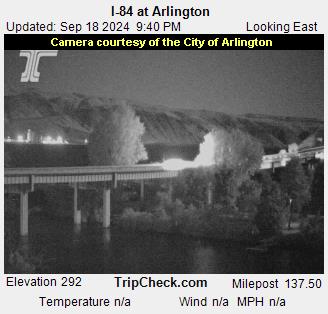 I-84 at Arlington
Updated: Sep 18 2024 9:40 PM Looking East
Camera courtesy of the City of Arlington
Elevation 292 TripCheck.com Milepost 137.50
Temperature n/a Wind n/a MPH n/a